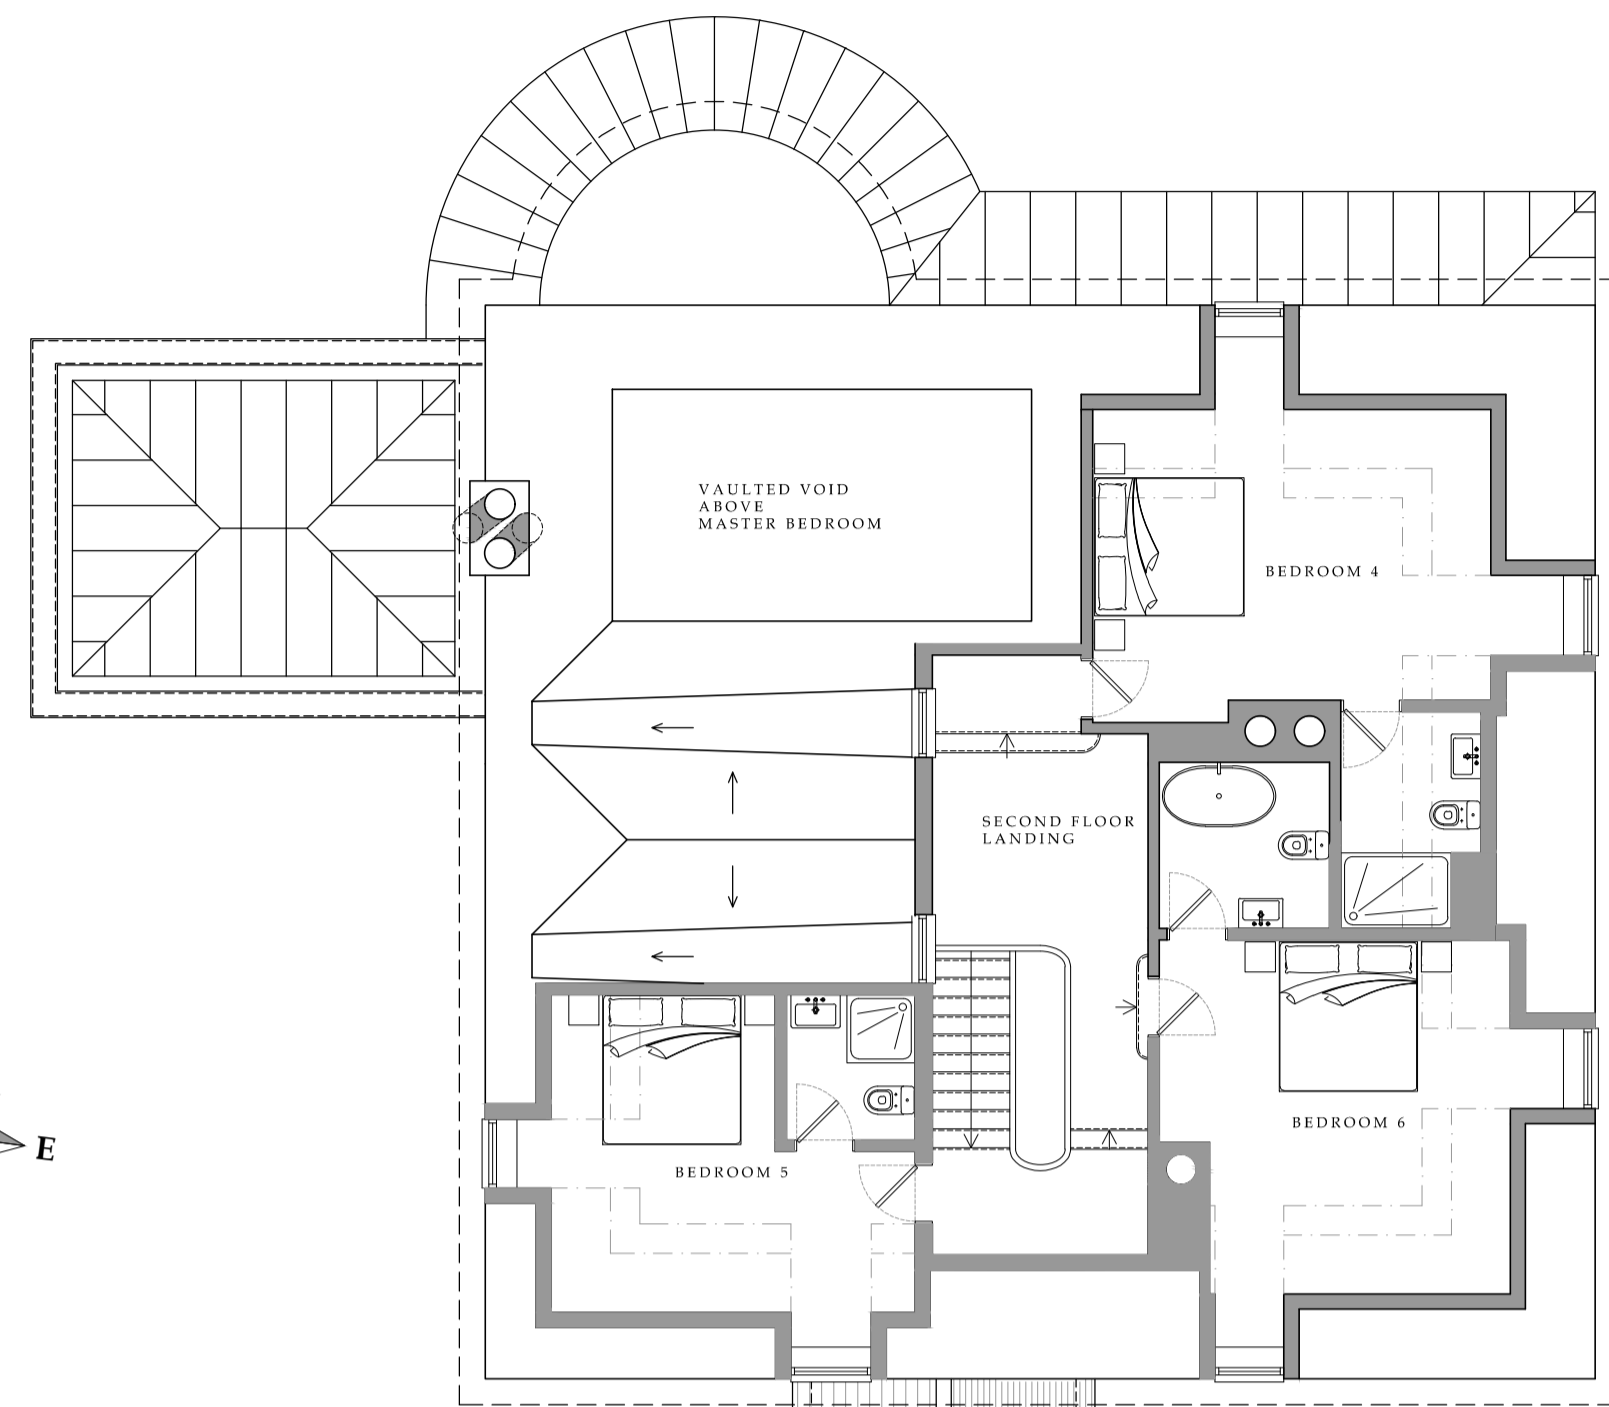 VAULTED VOID
ABOVE
MASTER BEDROOM
BEDROOM 4
SECOND FLOOR
LANDING
BEDROOM 6
E
BEDROOM 5